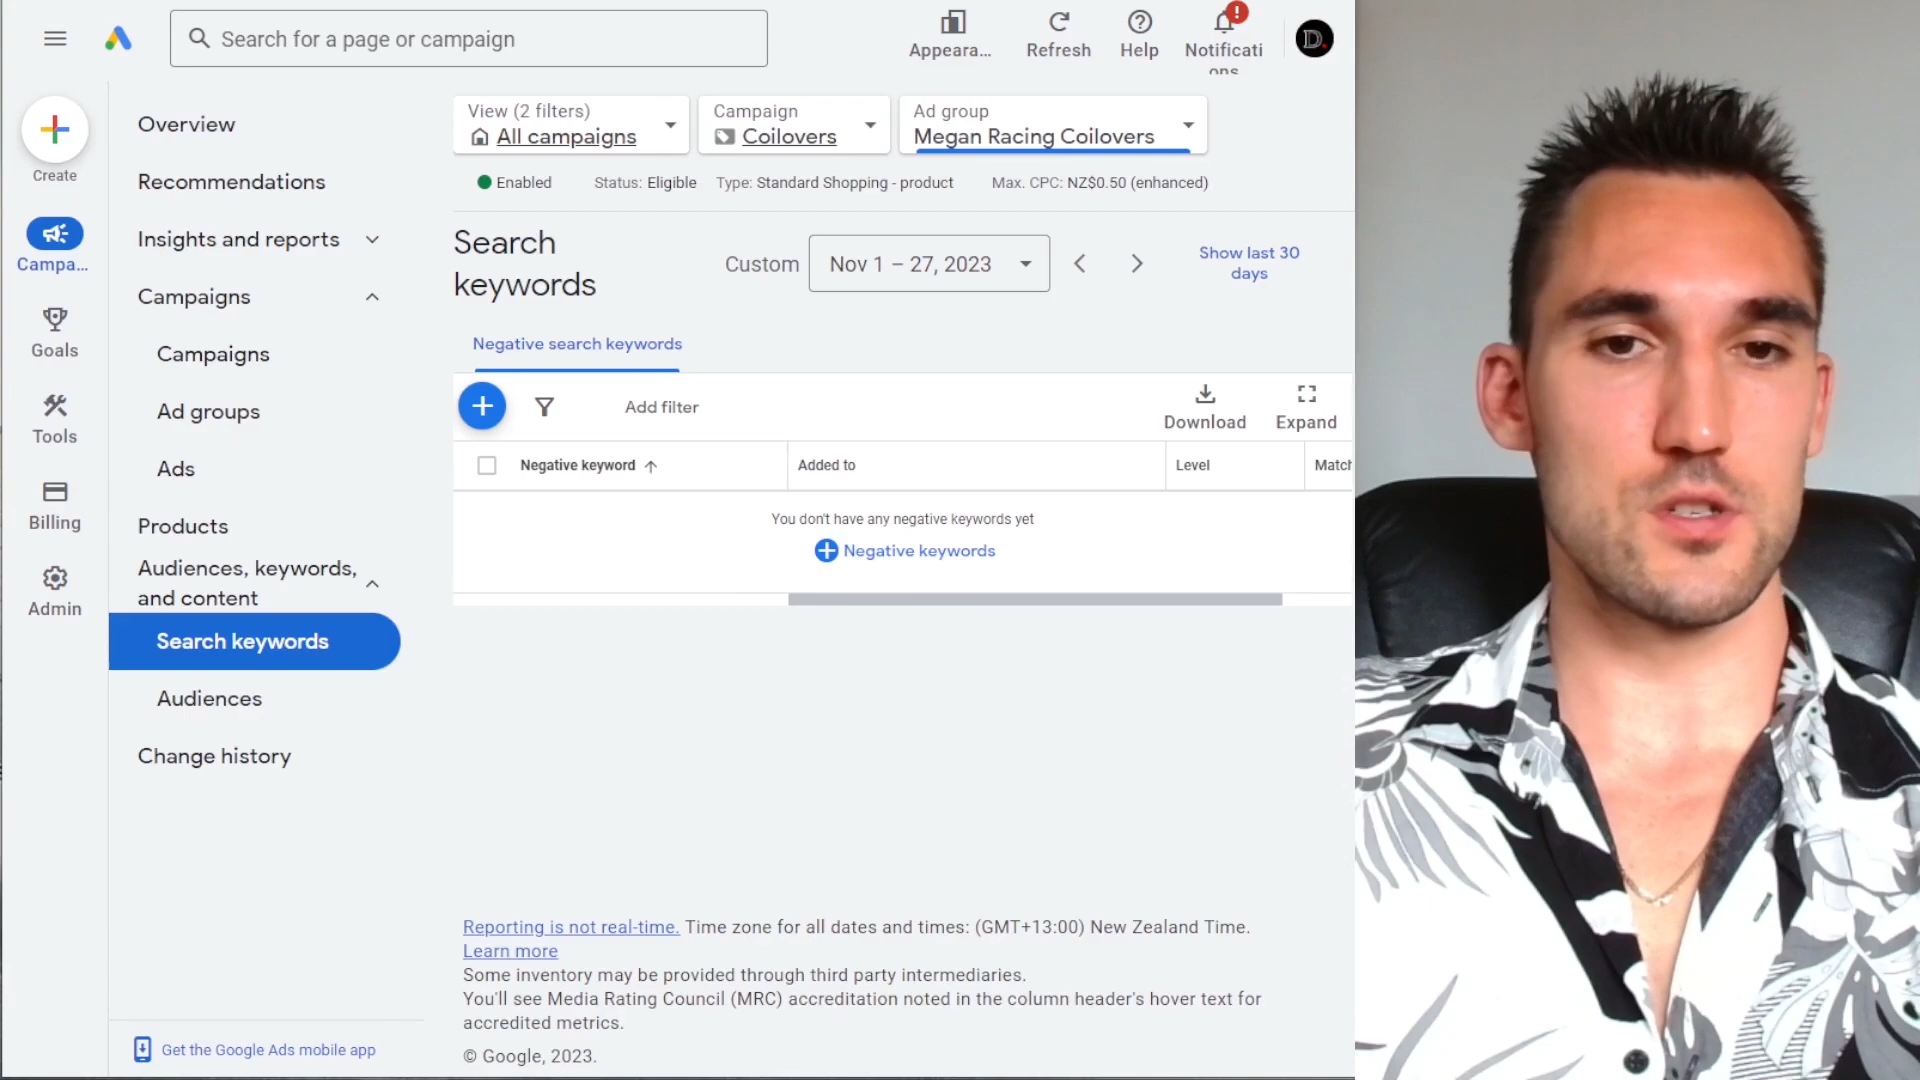 Search for a page or campaign
Appeara...
Refresh
Help
Notificati
ons
!
D.
Create
Campa...
Goals
Tools
Billing
Admin
Overview
Recommendations
Insights and reports
Campaigns
Campaigns
Ad groups
Ads
Products
Audiences, keywords,
and content
Search keywords
Audiences
Change history
Get the Google Ads mobile app
View (2 filters)
All campaigns
Campaign
Coilovers
Ad group
Megan Racing Coilovers
Enabled
Status: Eligible
Type: Standard Shopping - product
Max. CPC: NZ$0.50 (enhanced)
Search
keywords
Custom
Nov 1 – 27, 2023
Show last 30
days
Negative search keywords
Add filter
Download
Expand
Negative keyword
Added to
Level
Match
You don't have any negative keywords yet
Negative keywords
Reporting is not real-time. Time zone for all dates and times: (GMT+13:00) New Zealand Time.
Learn more
Some inventory may be provided through third party intermediaries.
You'll see Media Rating Council (MRC) accreditation noted in the column header's hover text for
accredited metrics.
© Google, 2023.